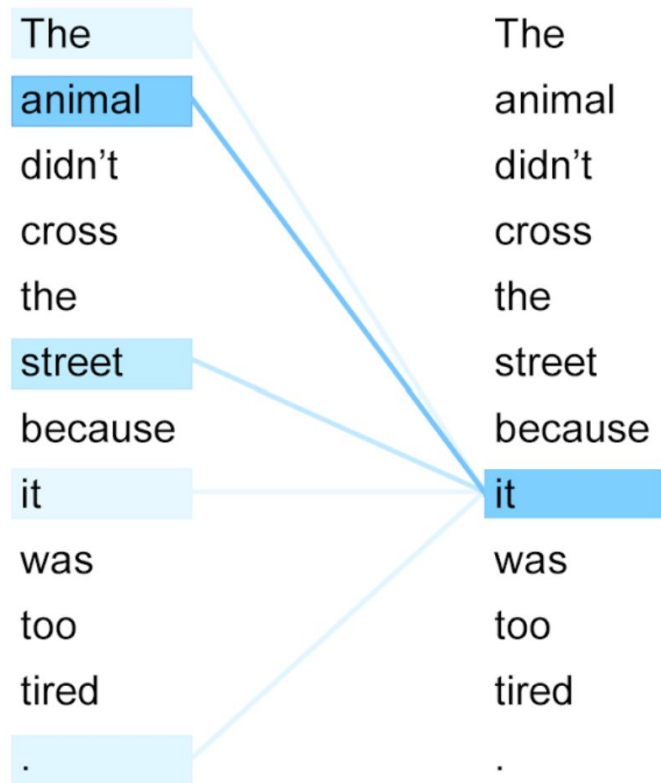 The
animal
didn’t
cross
the
street
because
it
was
too
tired
.
The
animal
didn’t
cross
the
street
because
it
was
too
tired
.